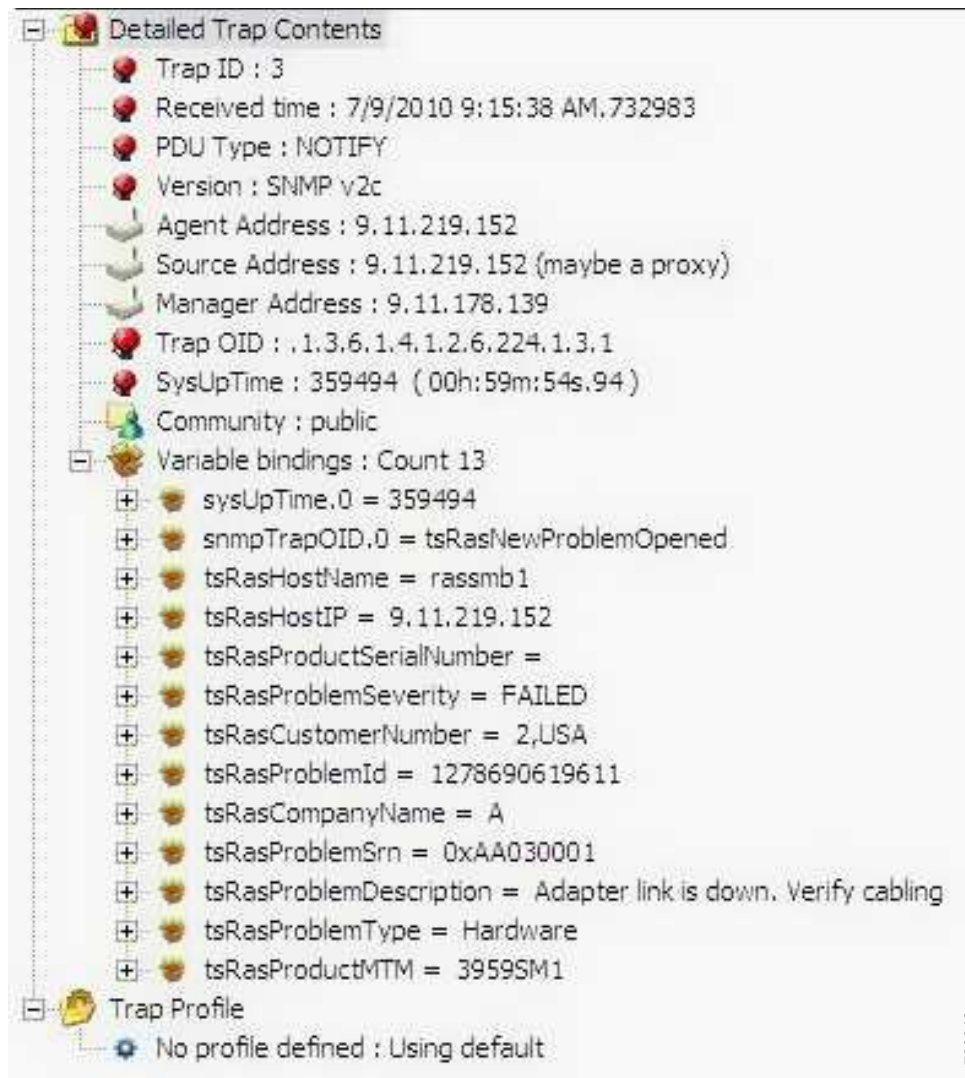 Detailed Trap Contents
Trap ID : 3
Received time : 7/9/2010 9:15:38 AM.732983
PDU Type : NOTIFY
Version : SNMP v2c
Agent Address : 9.11.219.152
Source Address : 9.11.219.152 (maybe a proxy)
Manager Address : 9.11.178.139
Trap OID : .1.3.6.1.4.1.2.6.224.1.3.1
SysUpTime : 359494 ( 00h:59m:54s.94 )
Community : public
Variable bindings : Count 13
sysUpTime.0 = 359494
snmpTrapOID.0 = tsRasNewProblemOpened
tsRasHostName = rassmb1
tsRasHostIP = 9.11.219.152
tsRasProductSerialNumber =
tsRasProblemSeverity = FAILED
tsRasCustomerNumber = 2,USA
tsRasProblemId = 1278690619611
tsRasCompanyName = A
tsRasProblemSrn = 0xAA030001
tsRasProblemDescription = Adapter link is down. Verify cabling
tsRasProblemType = Hardware
tsRasProductMTM = 3959SM1
Trap Profile
No profile defined : Using default